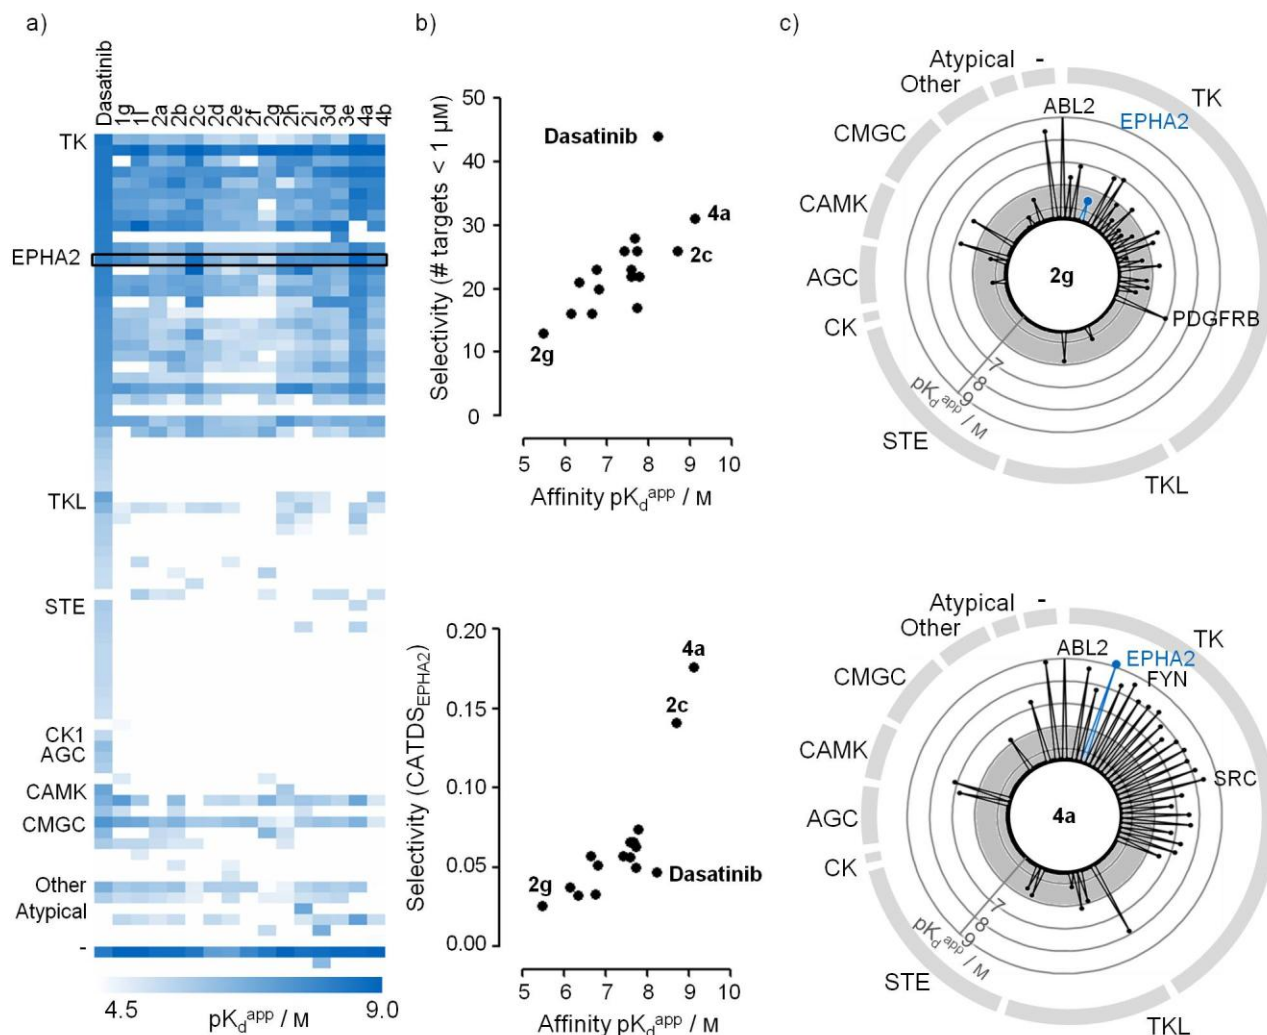 a)
Dasatinib
1g
1l
2a
2b
2c
2d
2e
2f
2g
2h
2i
3d
3e
4a
4b
TK
EPHA2
TKL
STE
CK1
AGC
CAMK
CMGC
Other
Atypical
-
4.5
9.0
pKdapp / M
b)
Selectivity (# targets < 1 µM)
50
40
30
20
10
0
Dasatinib
4a
2c
2g
5 6 7 8 9 10
Affinity pKdapp / M
Selectivity (CATDSEPHA2)
0.20
0.15
0.10
0.05
0.00
4a
2c
2g
Dasatinib
5 6 7 8 9 10
Affinity pKdapp / M
c)
Atypical -
Other
TK
CMGC
ABL2
EPHA2
CAMK
AGC
2g
CK
PDGFRB
7
8
9
pKdapp / M
STE
TKL
Atypical -
Other
TK
CMGC
ABL2
EPHA2
FYN
CAMK
SRC
AGC
4a
CK
7
8
9
pKdapp / M
STE
TKL